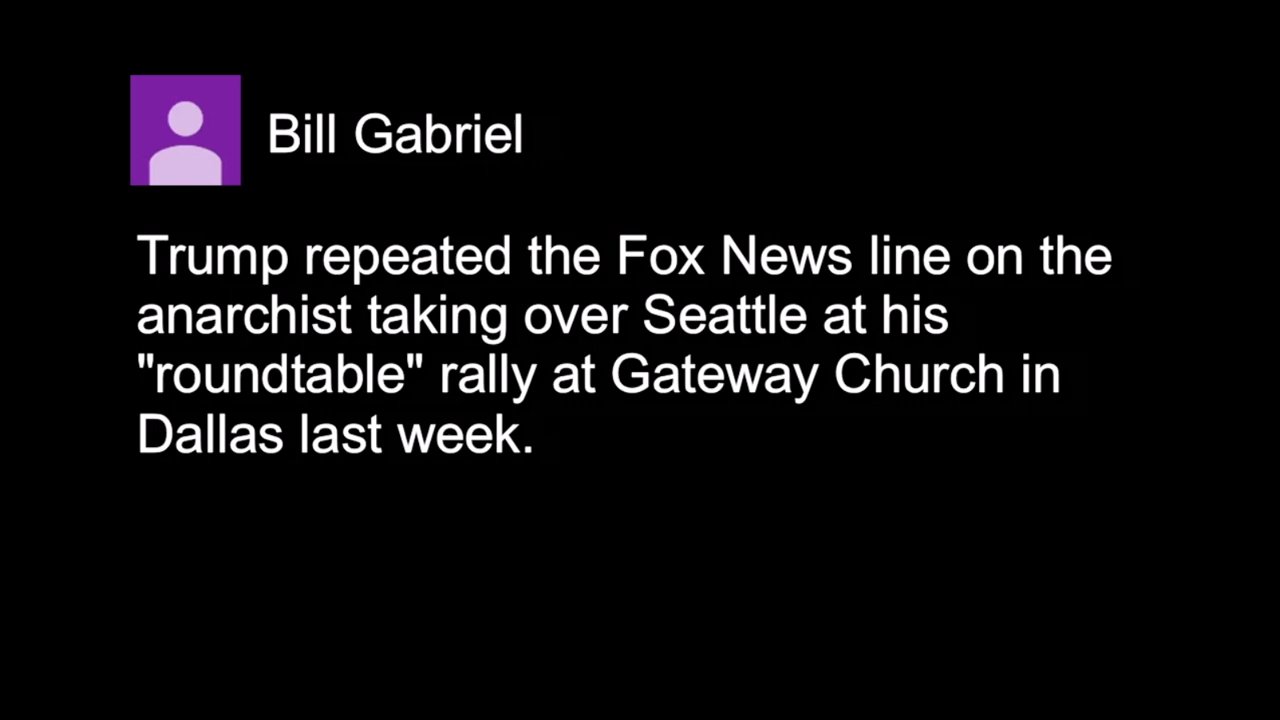 Bill Gabriel
Trump repeated the Fox News line on the
anarchist taking over Seattle at his
"roundtable" rally at Gateway Church in
Dallas last week.